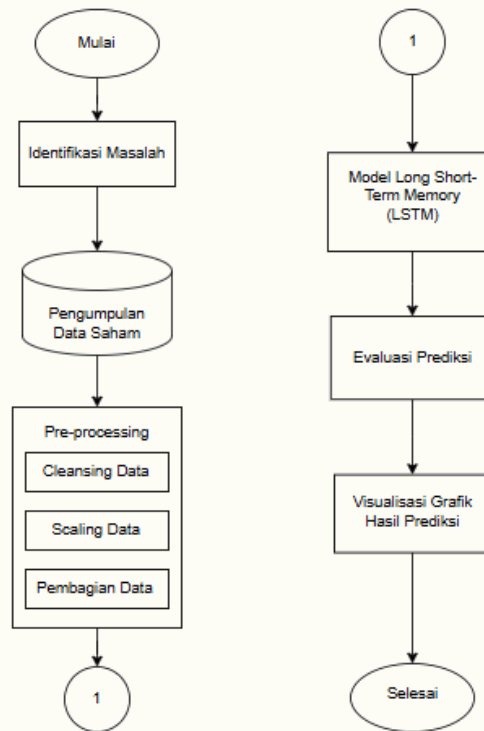 Mulai
Identifikasi Masalah
Pengumpulan
Data Saham
Pre-processing
Cleansing Data
Scaling Data
Pembagian Data
1
1
Model Long Short-
Term Memory
(LSTM)
Evaluasi Prediksi
Visualisasi Grafik
Hasil Prediksi
Selesai